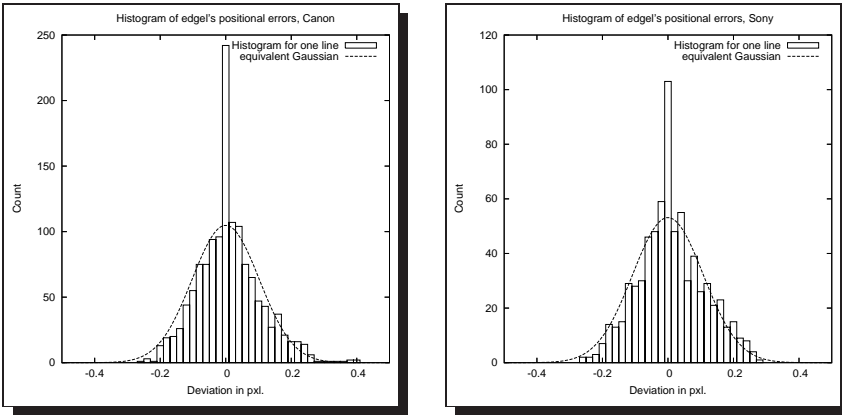 Histogram of edgel's positional errors, Canon
250
200
150
100
50
0
Count
Histogram for one line
equivalent Gaussian
-0.4
-0.2
0
0.2
0.4
Deviation in pxl.
Histogram of edgel's positional errors, Sony
120
100
80
60
40
20
0
Count
Histogram for one line
equivalent Gaussian
-0.4
-0.2
0
0.2
0.4
Deviation in pxl.